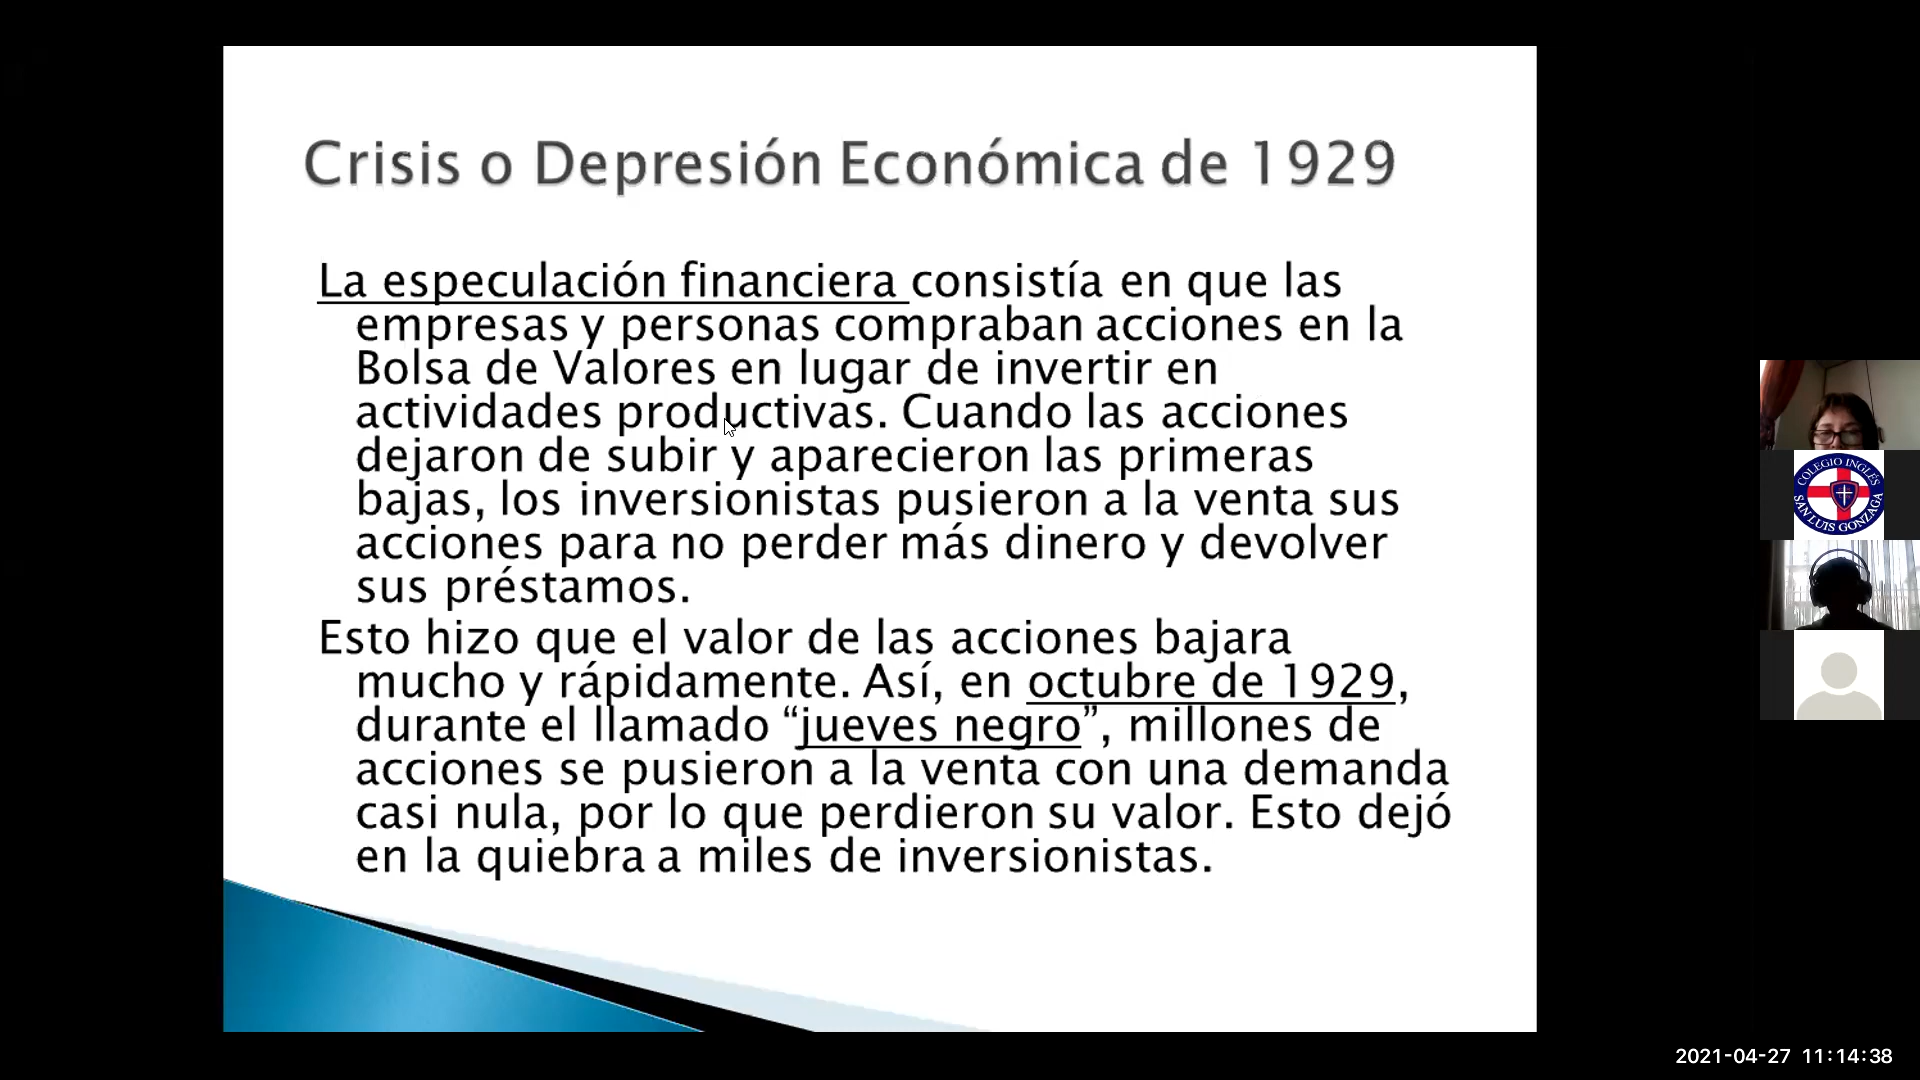 Crisis o Depresión Económica de 1929
La especulación financiera consistía en que las
empresas y personas compraban acciones en la
Bolsa de Valores en lugar de invertir en
actividades productivas. Cuando las acciones
dejaron de subir y aparecieron las primeras
bajas, los inversionistas pusieron a la venta sus
acciones para no perder más dinero y devolver
sus préstamos.
Esto hizo que el valor de las acciones bajara
mucho y rápidamente. Así, en octubre de 1929,
durante el llamado “jueves negro”, millones de
acciones se pusieron a la venta con una demanda
casi nula, por lo que perdieron su valor. Esto dejó
en la quiebra a miles de inversionistas.
COLEGIO INGLÉS
SAN LUIS GONZAGA
2021-04-27 11:14:38